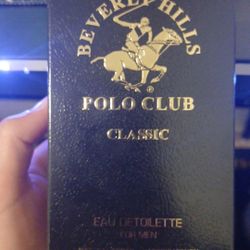 BEVERLY HILLS
POLO CLUB
CLASSIC
EAU DE TOILETTE
FOR MEN